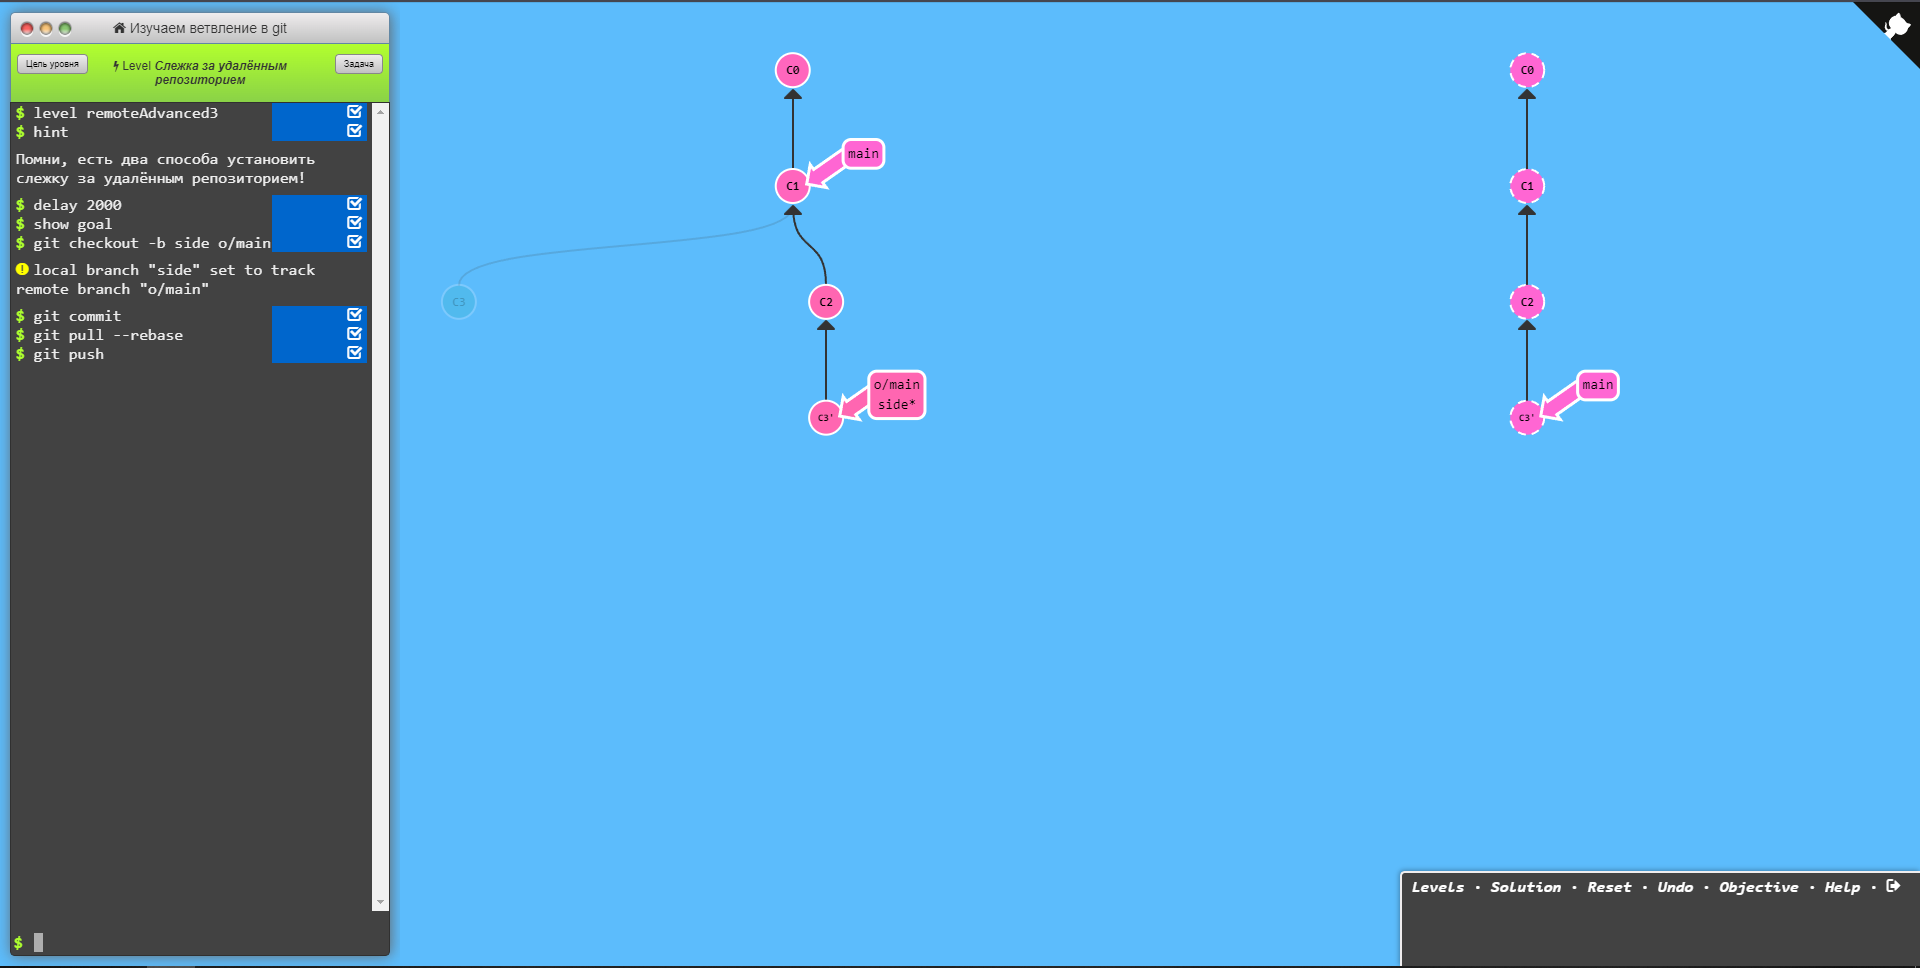 Изучаем ветвление в git
Цель уровня
Level Слежка за удалённым
репозиторием
Задача
$ level remoteAdvanced3
$ hint
Помни, есть два способа установить
слежку за удалённым репозиторием!
$ delay 2000
$ show goal
$ git checkout -b side o/main
local branch "side" set to track
remote branch "o/main"
$ git commit
$ git pull --rebase
$ git push
$
C0
main
C1
C3
C2
o/main
side*
C3'
C0
C1
C2
main
C3'
Levels · Solution · Reset · Undo · Objective · Help ·